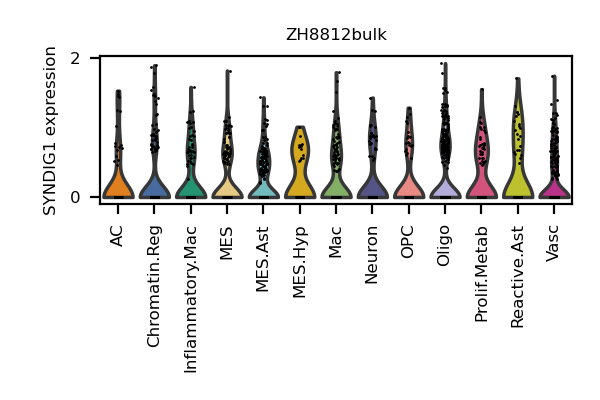 ZH8812bulk
SYNDIG1 expression
2
0
AC
Chromatin.Reg
Inflammatory.Mac
MES
MES.Ast
MES.Hyp
Mac
Neuron
OPC
Oligo
Prolif.Metab
Reactive.Ast
Vasc